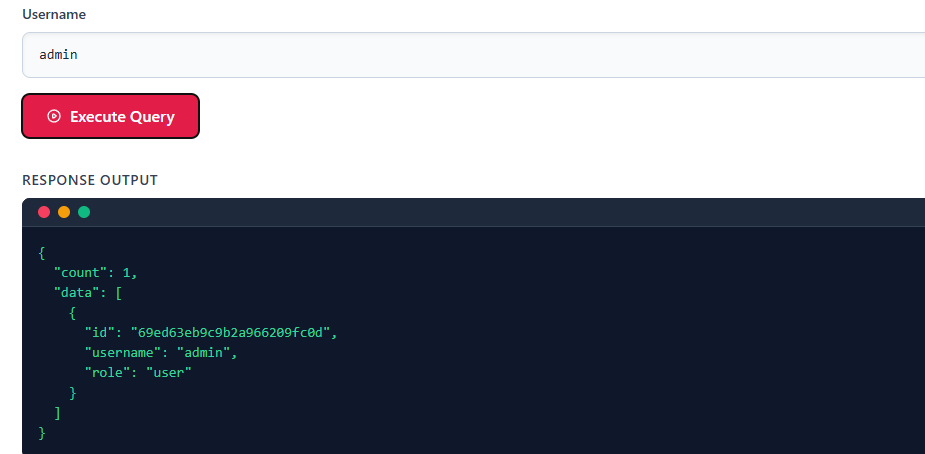 Username
admin
Execute Query
RESPONSE OUTPUT
{
"count": 1,
"data": [
{
"id": "69ed63eb9c9b2a966209fc0d",
"username": "admin",
"role": "user"
}
]
}